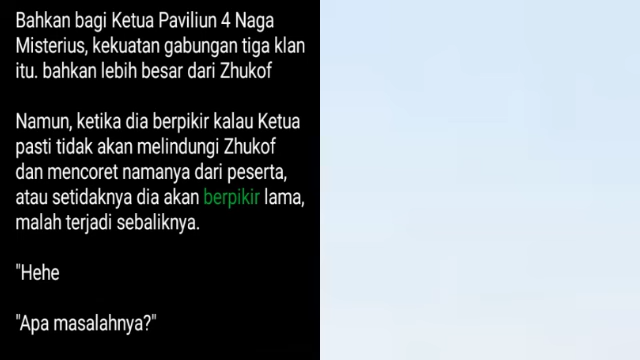 Bahkan bagi Ketua Paviliun 4 Naga
Misterius, kekuatan gabungan tiga klan
itu. bahkan lebih besar dari Zhukof
Namun, ketika dia berpikir kalau Ketua
pasti tidak akan melindungi Zhukof
dan mencoret namanya dari peserta,
atau setidaknya dia akan berpikir lama,
malah terjadi sebaliknya.
"Hehe
"Apa masalahnya?"